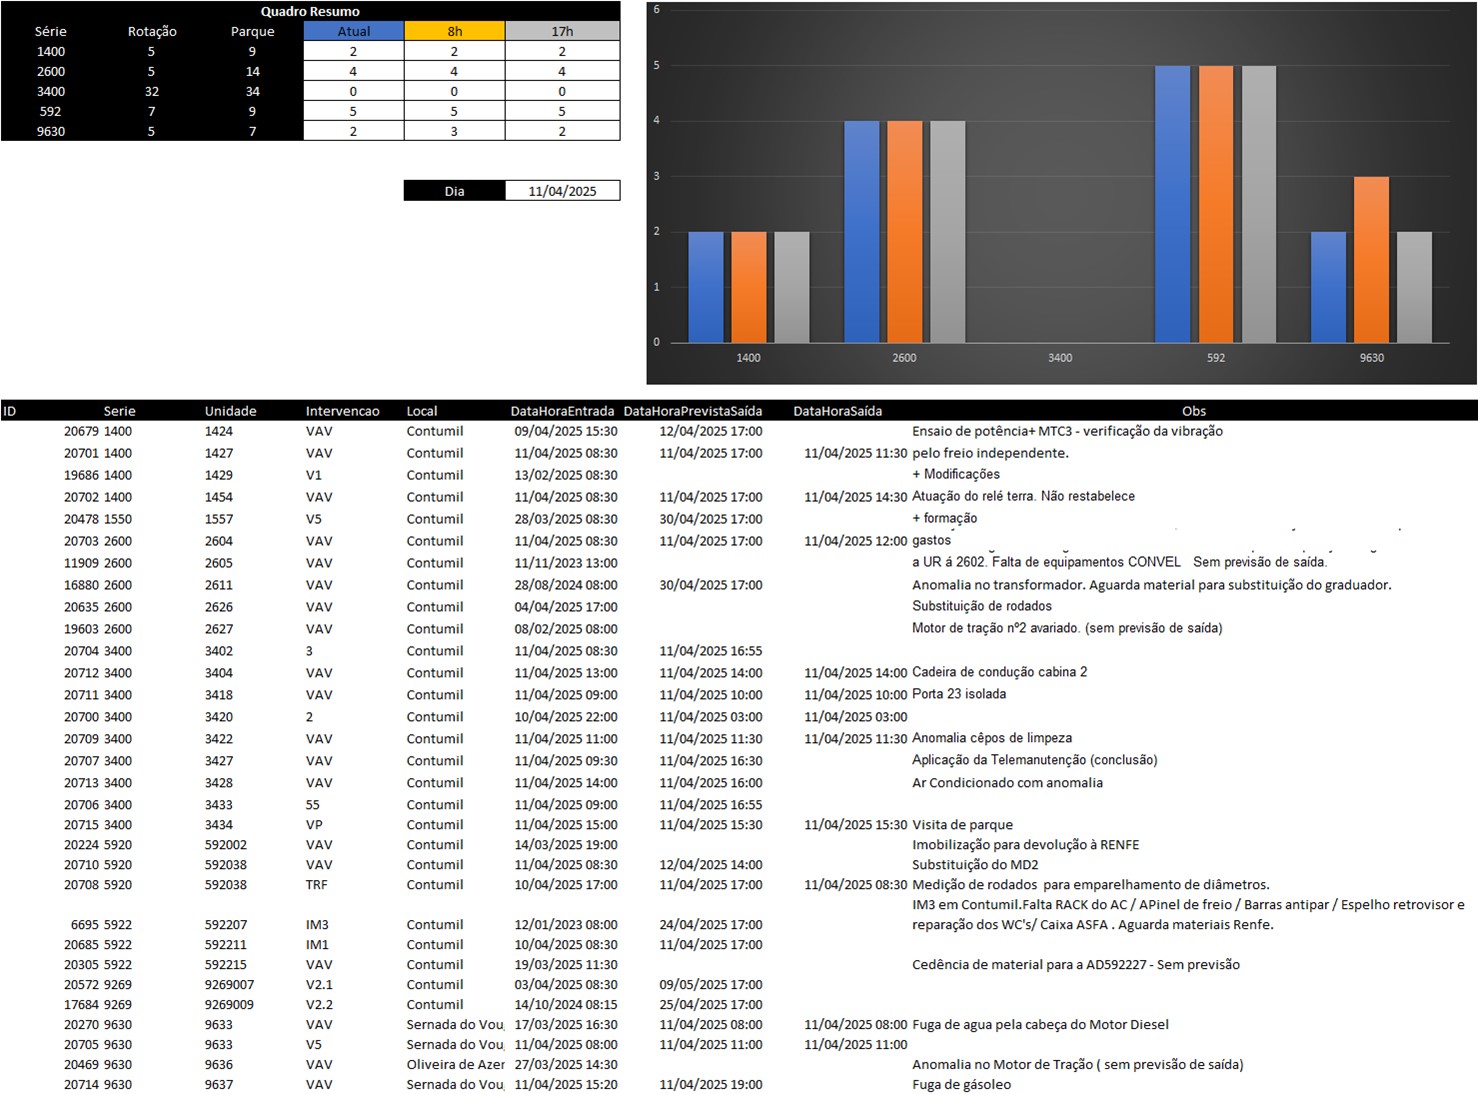 Quadro Resumo
Série Rotação Parque Atual 8h 17h
1400 5 9 2 2 2
2600 5 14 4 4 4
3400 32 34 0 0 0
592 7 9 5 5 5
9630 5 7 2 3 2
Dia 11/04/2025
6
5
4
3
2
1
0
1400 2600 3400 592 9630
ID Serie Unidade Intervencao Local DataHoraEntrada DataHoraPrevistaSaída DataHoraSaída Obs
20679 1400 1424 VAV Contumil 09/04/2025 15:30 12/04/2025 17:00 Ensaio de potência+ MTC3 - verificação da vibração
20701 1400 1427 VAV Contumil 11/04/2025 08:30 11/04/2025 17:00 11/04/2025 11:30 pelo freio independente.
19686 1400 1429 V1 Contumil 13/02/2025 08:30 + Modificações
20702 1400 1454 VAV Contumil 11/04/2025 08:30 11/04/2025 17:00 11/04/2025 14:30 Atuação do relé terra. Não restabelece
20478 1550 1557 V5 Contumil 28/03/2025 08:30 30/04/2025 17:00 + formação
20703 2600 2604 VAV Contumil 11/04/2025 08:30 11/04/2025 17:00 11/04/2025 12:00 gastos
11909 2600 2605 VAV Contumil 11/11/2023 13:00 a UR á 2602. Falta de equipamentos CONVEL Sem previsão de saída.
16880 2600 2611 VAV Contumil 28/08/2024 08:00 30/04/2025 17:00 Anomalia no transformador. Aguarda material para substituição do graduador.
20635 2600 2626 VAV Contumil 04/04/2025 17:00 Substituição de rodados
19603 2600 2627 VAV Contumil 08/02/2025 08:00 Motor de tração nº2 avariado. (sem previsão de saída)
20704 3400 3402 3 Contumil 11/04/2025 08:30 11/04/2025 16:55
20712 3400 3404 VAV Contumil 11/04/2025 13:00 11/04/2025 14:00 11/04/2025 14:00 Cadeira de condução cabina 2
20711 3400 3418 VAV Contumil 11/04/2025 09:00 11/04/2025 10:00 11/04/2025 10:00 Porta 23 isolada
20700 3400 3420 2 Contumil 10/04/2025 22:00 11/04/2025 03:00 11/04/2025 03:00
20709 3400 3422 VAV Contumil 11/04/2025 11:00 11/04/2025 11:30 11/04/2025 11:30 Anomalia cêpos de limpeza
20707 3400 3427 VAV Contumil 11/04/2025 09:30 11/04/2025 16:30 Aplicação da Telemanutenção (conclusão)
20713 3400 3428 VAV Contumil 11/04/2025 14:00 11/04/2025 16:00 Ar Condicionado com anomalia
20706 3400 3433 55 Contumil 11/04/2025 09:00 11/04/2025 16:55
20715 3400 3434 VP Contumil 11/04/2025 15:00 11/04/2025 15:30 11/04/2025 15:30 Visita de parque
20224 5920 592002 VAV Contumil 14/03/2025 19:00 Imobilização para devolução à RENFE
20710 5920 592038 VAV Contumil 11/04/2025 08:30 12/04/2025 14:00 Substituição do MD2
20708 5920 592038 TRF Contumil 10/04/2025 17:00 11/04/2025 17:00 11/04/2025 08:30 Medição de rodados para emparelhamento de diâmetros.
IM3 em Contumil.Falta RACK do AC / APinel de freio / Barras antipar / Espelho retrovisor e
6695 5922 592207 IM3 Contumil 12/01/2023 08:00 24/04/2025 17:00 reparação dos WC's/ Caixa ASFA . Aguarda materiais Renfe.
20685 5922 592211 IM1 Contumil 10/04/2025 08:30 11/04/2025 17:00
20305 5922 592215 VAV Contumil 19/03/2025 11:30 Cedência de material para a AD592227 - Sem previsão
20572 9269 9269007 V2.1 Contumil 03/04/2025 08:30 09/05/2025 17:00
17684 9269 9269009 V2.2 Contumil 14/10/2024 08:15 25/04/2025 17:00
20270 9630 9633 VAV Sernada do Vou 17/03/2025 16:30 11/04/2025 08:00 11/04/2025 08:00 Fuga de agua pela cabeça do Motor Diesel
20705 9630 9633 V5 Sernada do Vou 11/04/2025 08:00 11/04/2025 11:00 11/04/2025 11:00
20469 9630 9636 VAV Oliveira de Azer 27/03/2025 14:30 Anomalia no Motor de Tração ( sem previsão de saída)
20714 9630 9637 VAV Sernada do Vou 11/04/2025 15:20 11/04/2025 19:00 Fuga de gásoleo